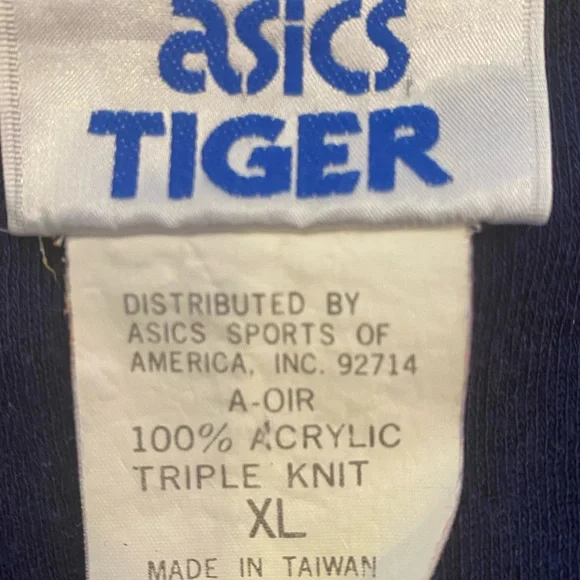 asics
TIGER
DISTRIBUTED BY
ASICS SPORTS OF
AMERICA, INC. 92714
A-OIR
100% ACRYLIC
TRIPLE KNIT
XL
MADE IN TAIWAN